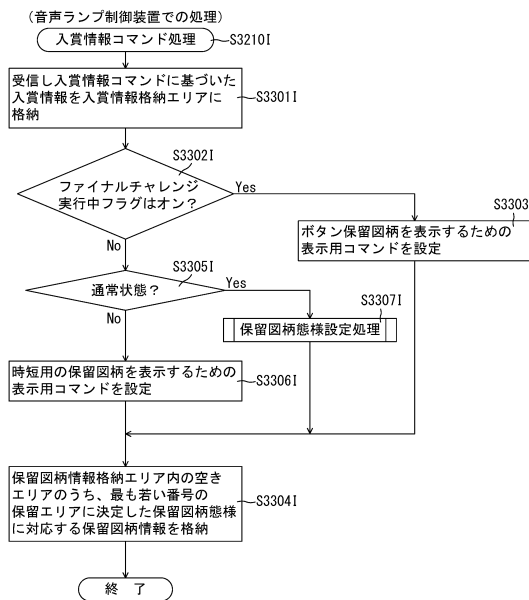 （音声ランプ制御装置での処理）
入賞情報コマンド処理
S3210I
受信し入賞情報コマンドに基づいた
入賞情報を入賞情報格納エリアに
格納
S3301I
S3302I
ファイナルチャレンジ
実行中フラグはオン？
Yes
No
S3303
ボタン保留図柄を表示するための
表示用コマンドを設定
S3305I
通常状態？
Yes
No
S3307I
保留図柄態様設定処理
時短用の保留図柄を表示するための
表示用コマンドを設定
S3306I
保留図柄情報格納エリア内の空き
エリアのうち、最も若い番号の
保留エリアに決定した保留図柄態様
に対応する保留図柄情報を格納
S3304I
終 了